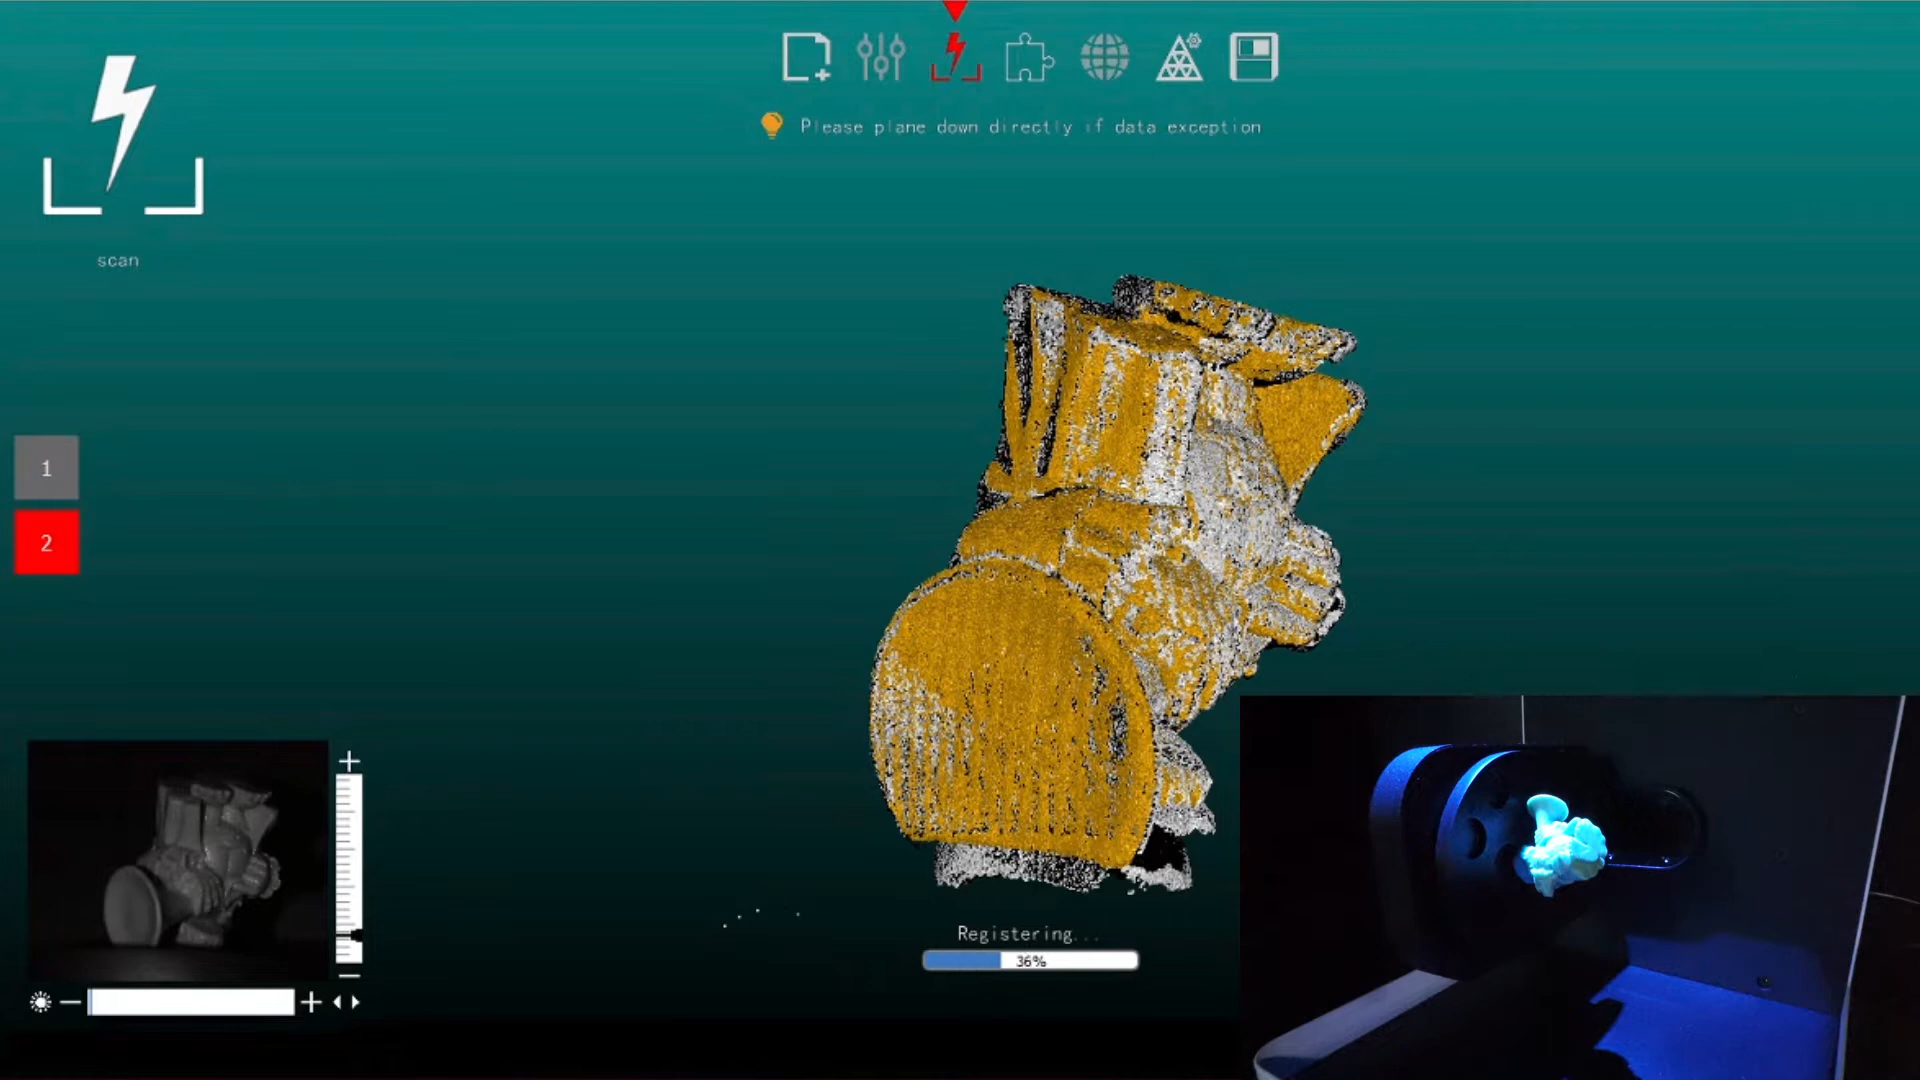 Please plane down directly if data exception
scan
1
2
Registering...
36%